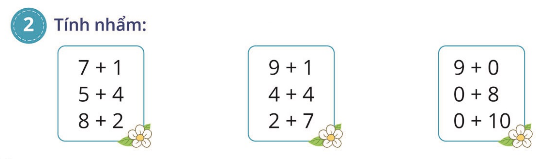 2 Tính nhẩm:
7 + 1
5 + 4
8 + 2
9 + 1
4 + 4
2 + 7
9 + 0
0 + 8
0 + 10